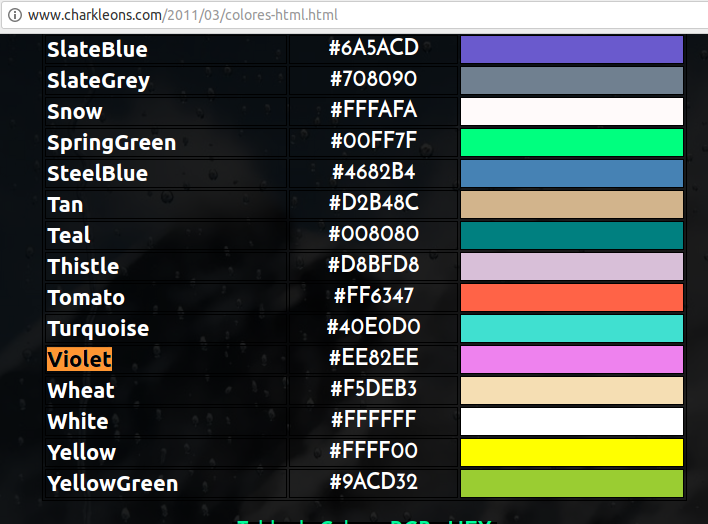 www.charkleons.com/2011/03/colores-html.html
SlateBlue #6A5ACD
SlateGrey #708090
Snow #FFFAFA
SpringGreen #00FF7F
SteelBlue #4682B4
Tan #D2B48C
Teal #008080
Thistle #D8BFD8
Tomato #FF6347
Turquoise #40E0D0
Violet #EE82EE
Wheat #F5DEB3
White #FFFFFF
Yellow #FFFF00
YellowGreen #9ACD32